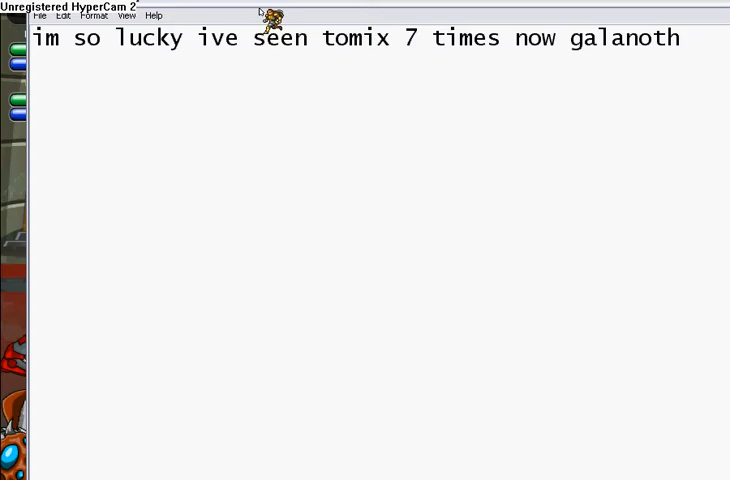 Unregistered HyperCam 2
File Edit Format View Help
im so lucky ive seen tomix 7 times now galanoth